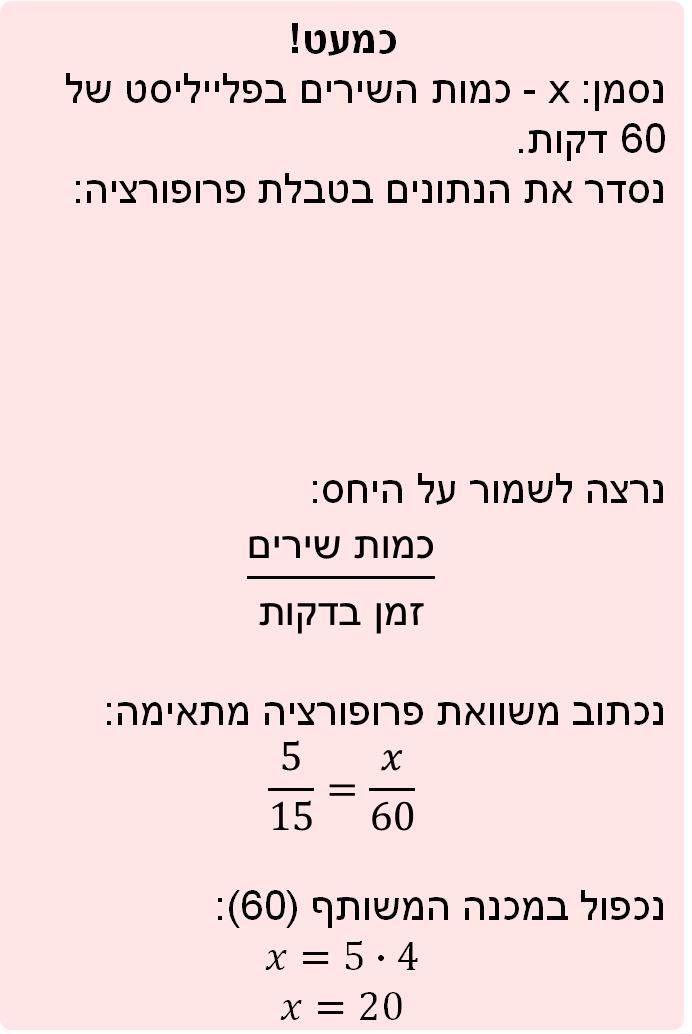 כמעט!
נסמן: x - כמות השירים בפלייליסט של
60 דקות.
נסדר את הנתונים בטבלת פרופורציה:
נרצה לשמור על היחס:
כמות שירים
זמן בדקות
נכתוב משוואת פרופורציה מתאימה:
5/15 = x/60
נכפול במכנה המשותף (60):
x = 5 · 4
x = 20